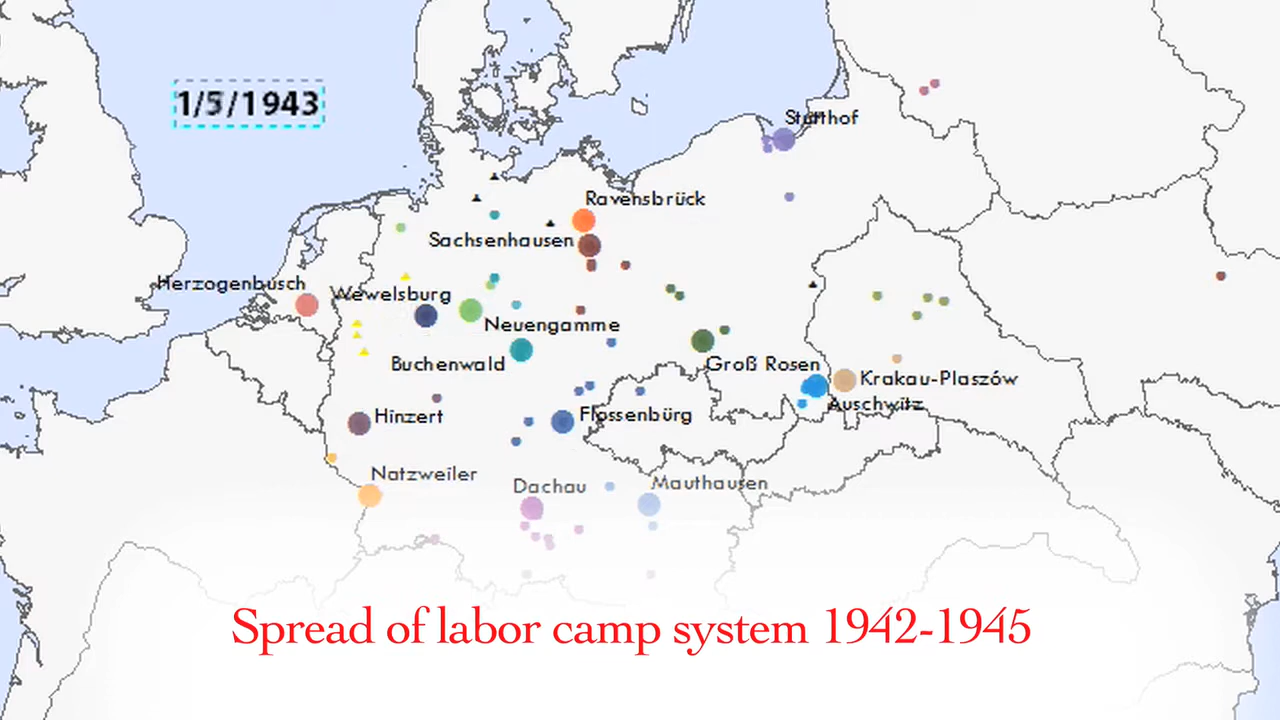 1/5/1943
Stutthof
Ravensbrück
Sachsenhausen
Herzogenbusch
Wewelsburg
Neuengamme
Buchenwald
Groß Rosen
Krakau-Plaszów
Auschwitz
Hinzert
Flossenbürg
Natzweiler
Dachau
Mauthausen
Spread of labor camp system 1942-1945